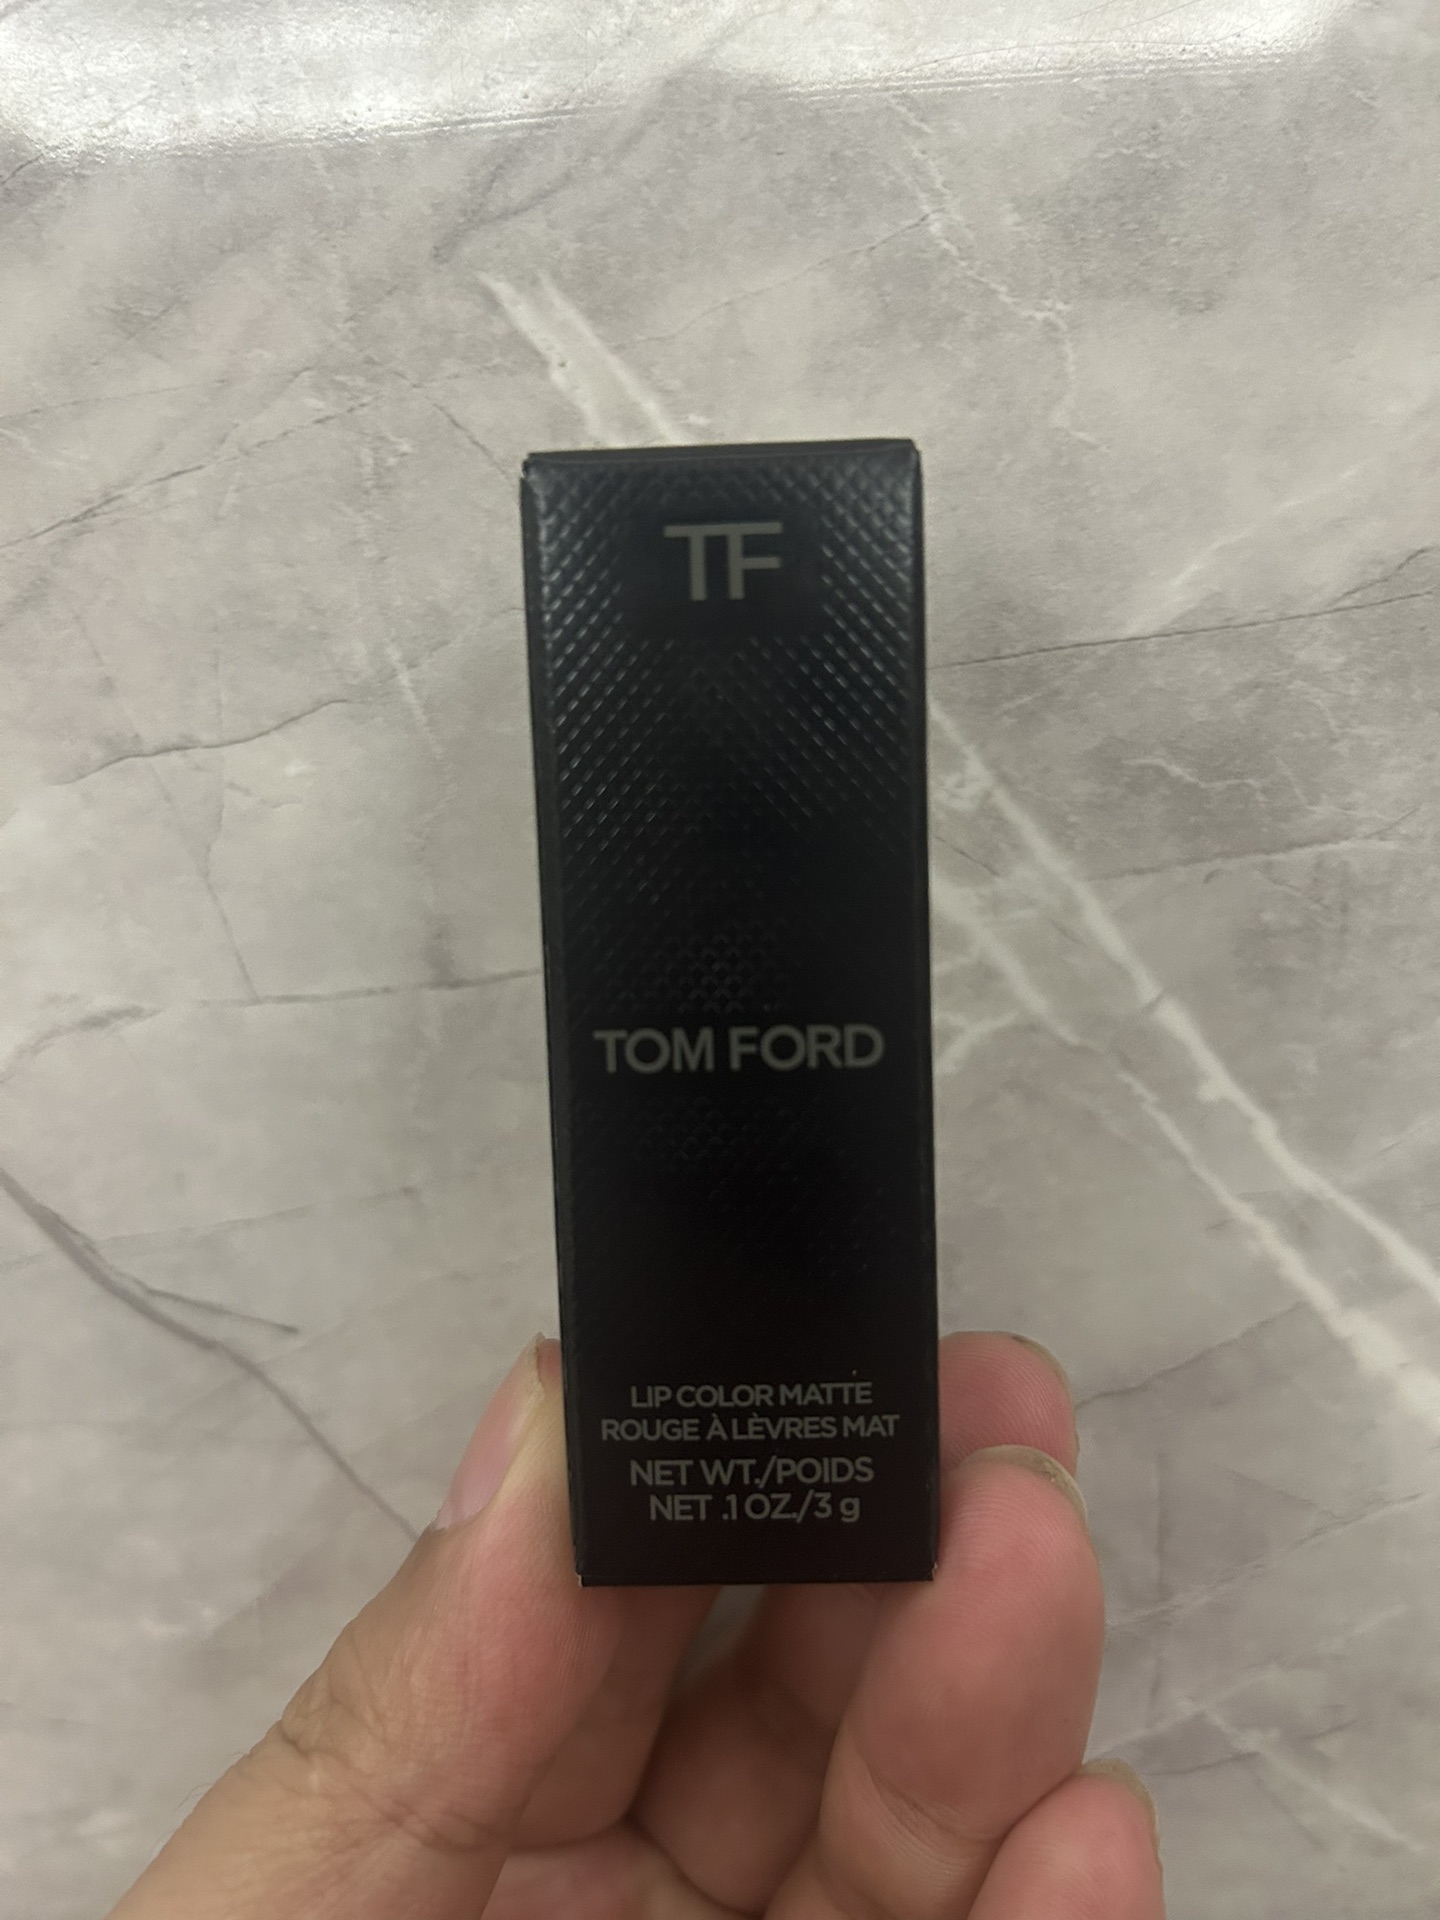 TF
TOM FORD
LIP COLOR MATTE
ROUGE À LÈVRES MAT
NET WT./POIDS
NET .1 OZ./3 g